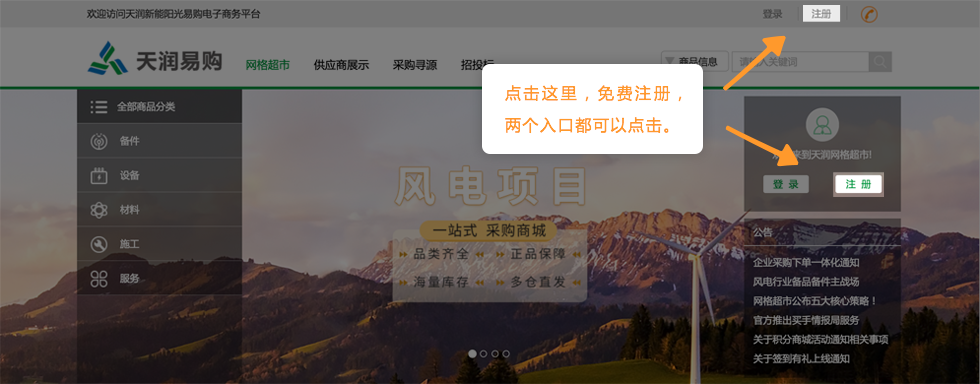 欢迎访问天润新能阳光易购电子商务平台
登录
注册
天润易购
网格超市
供应商展示
采购寻源
招投标
商品信息
点击这里，免费注册，
两个入口都可以点击。
全部商品分类
备件
设备
材料
施工
服务
风电项目
一站式 采购商城
品类齐全
正品保障
海量库存
多仓直发
来到天润网格超市!
登 录
注 册
公告
企业采购下单一体化通知
风电行业备品备件主战场
网格超市公布五大核心策略！
官方推出买手情报局服务
关于积分商城活动通知相关事项
关于签到有礼上线通知